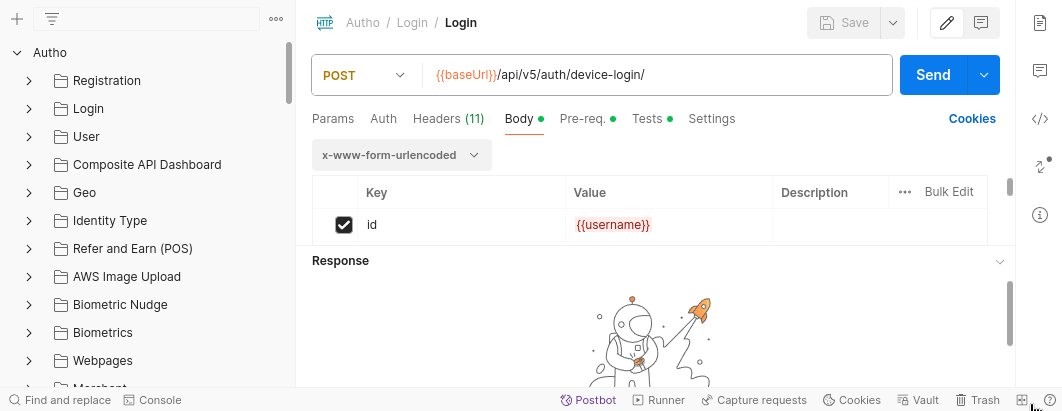 Autho
Registration
Login
User
Composite API Dashboard
Geo
Identity Type
Refer and Earn (POS)
AWS Image Upload
Biometric Nudge
Biometrics
Webpages
HTTP Autho / Login / Login
Save
POST {{baseUrl}}/api/v5/auth/device-login/ Send
Params Auth Headers (11) Body Pre-req. Tests Settings Cookies
x-www-form-urlencoded
Key Value Description Bulk Edit
id {{username}}
Response
Find and replace Console Postbot Runner Capture requests Cookies Vault Trash